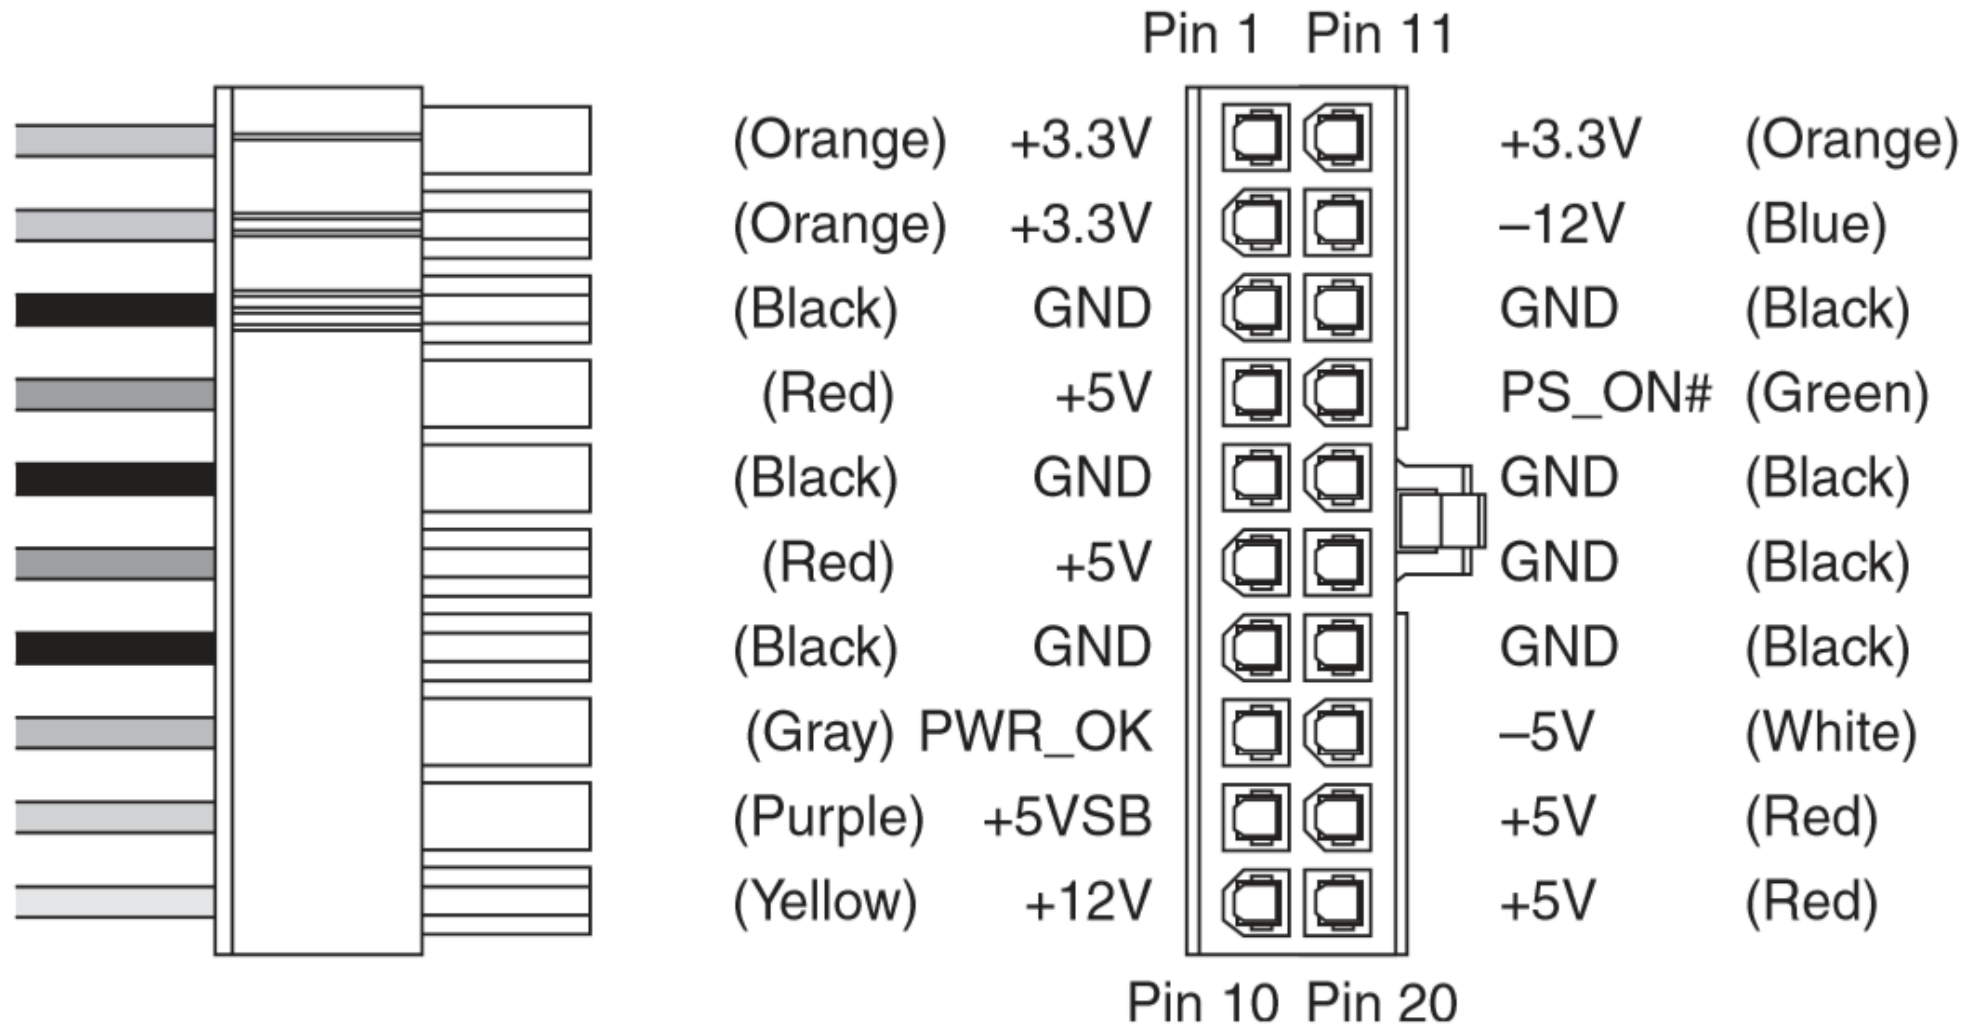 Pin 1 Pin 11
(Orange) +3.3V +3.3V (Orange)
(Orange) +3.3V –12V (Blue)
(Black) GND GND (Black)
(Red) +5V PS_ON# (Green)
(Black) GND GND (Black)
(Red) +5V GND (Black)
(Black) GND GND (Black)
(Gray) PWR_OK –5V (White)
(Purple) +5VSB +5V (Red)
(Yellow) +12V +5V (Red)
Pin 10 Pin 20